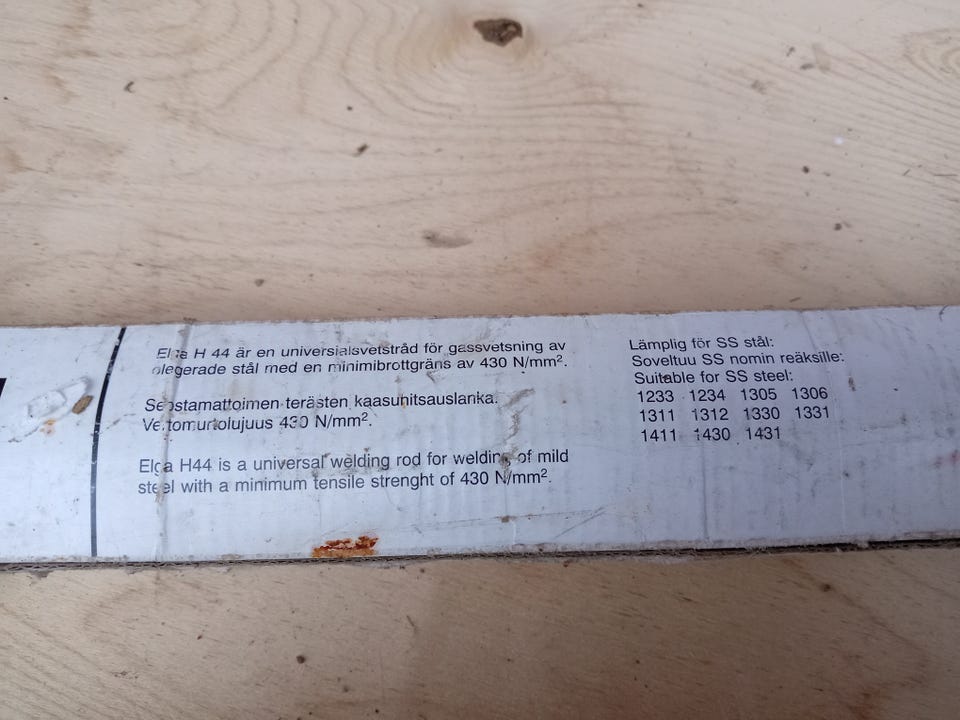 Elga H 44 är en universialsvetstråd för gassvetsning av
olegerade stål med en minimibrottgräns av 430 N/mm².
Seostamattoimen terästen kaasuhitsauslanka.
Vetomurtolujuus 430 N/mm².
Elga H44 is a universal welding rod for welding of mild
steel with a minimum tensile strenght of 430 N/mm².
Lämplig för SS stål:
Soveltuu SS nomin reäksille:
Suitable for SS steel:
1233 1234 1305 1306
1311 1312 1330 1331
1411 1430 1431